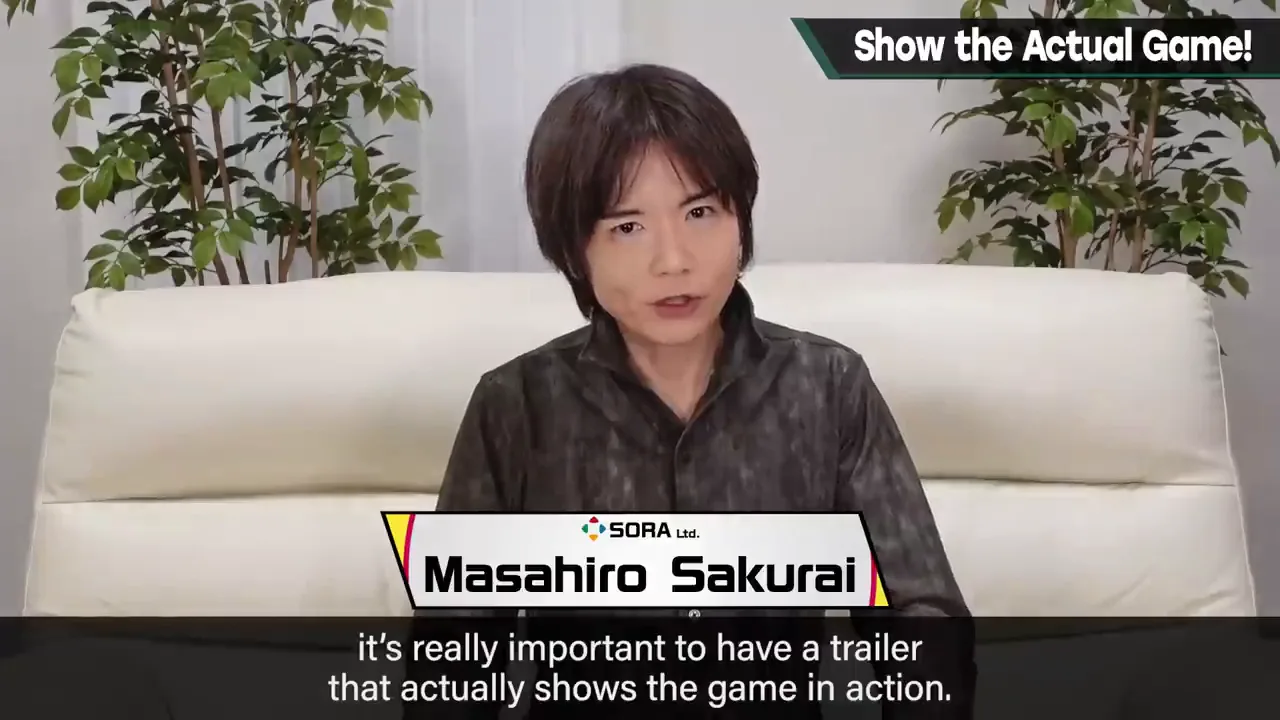 Show the Actual Game!
SORA Ltd.
Masahiro Sakurai
it’s really important to have a trailer
that actually shows the game in action.